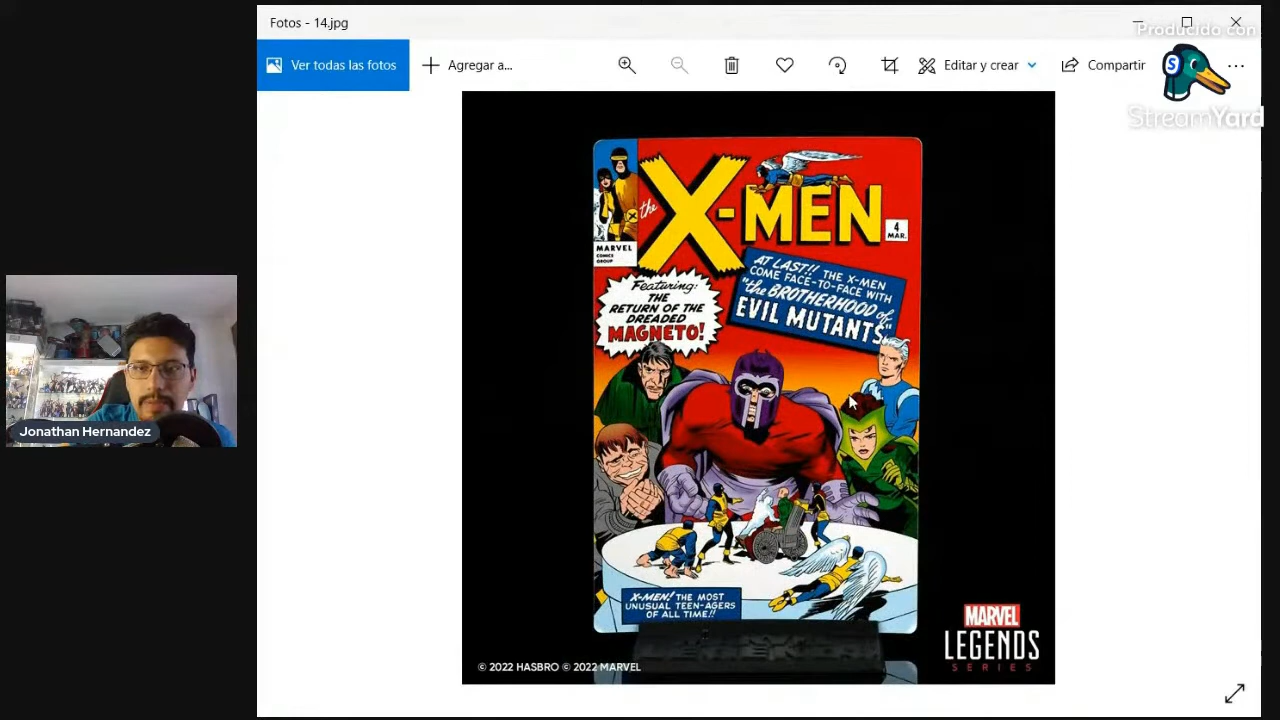 Fotos - 14.jpg
Producido con
Ver todas las fotos
Agregar a...
Editar y crear
Compartir
S
StreamYard
the
X-MEN
4
MAR.
MARVEL
COMICS
GROUP
AT LAST!! THE X-MEN
COME FACE-TO-FACE WITH
"the BROTHERHOOD of
EVIL MUTANTS"
Featuring:
THE
RETURN OF THE
DREADED
MAGNETO!
Jonathan Hernandez
X-MEN! THE MOST
UNUSUAL TEEN-AGERS
OF ALL TIME!!
MARVEL
LEGENDS
SERIES
© 2022 HASBRO © 2022 MARVEL